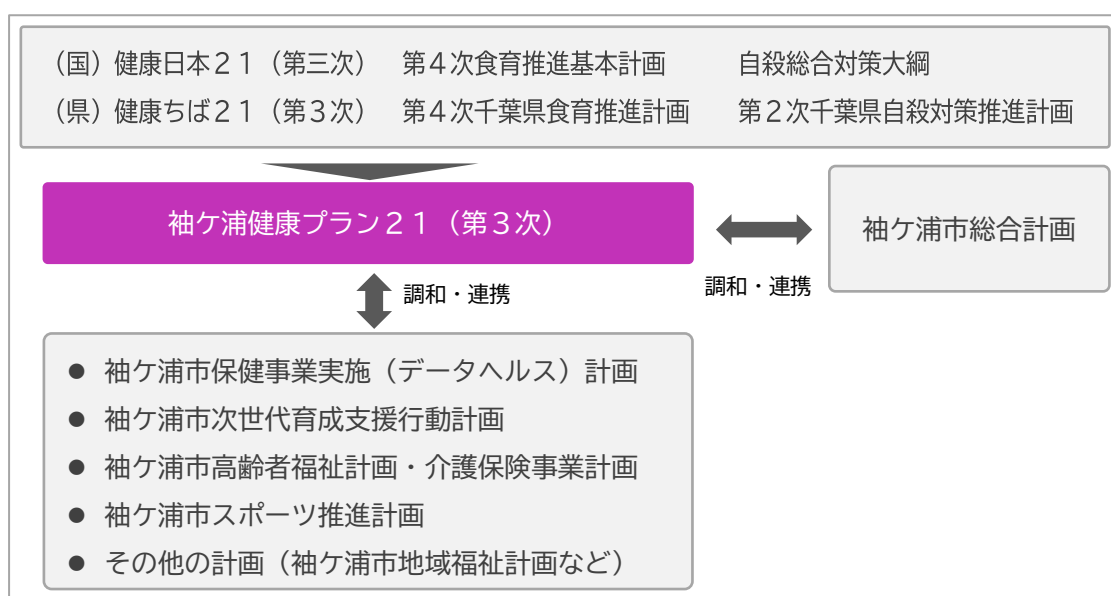 （国）健康日本２１（第三次）　第４次食育推進基本計画　自殺総合対策大綱
（県）健康ちば２１（第３次）　第４次千葉県食育推進計画　第２次千葉県自殺対策推進計画
袖ケ浦健康プラン２１（第３次）
袖ケ浦市総合計画
調和・連携
調和・連携
● 袖ケ浦市保健事業実施（データヘルス）計画
● 袖ケ浦市次世代育成支援行動計画
● 袖ケ浦市高齢者福祉計画・介護保険事業計画
● 袖ケ浦市スポーツ推進計画
● その他の計画（袖ケ浦市地域福祉計画など）